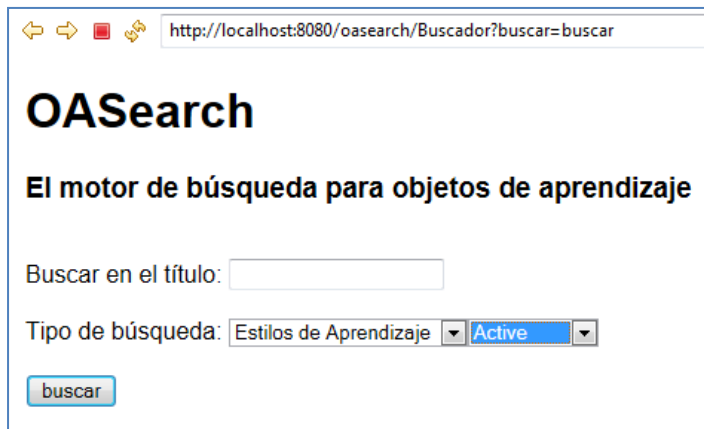 http://localhost:8080/oasearch/Buscador?buscar=buscar
OASearch
El motor de búsqueda para objetos de aprendizaje
Buscar en el título:
Tipo de búsqueda: Estilos de Aprendizaje Active
buscar